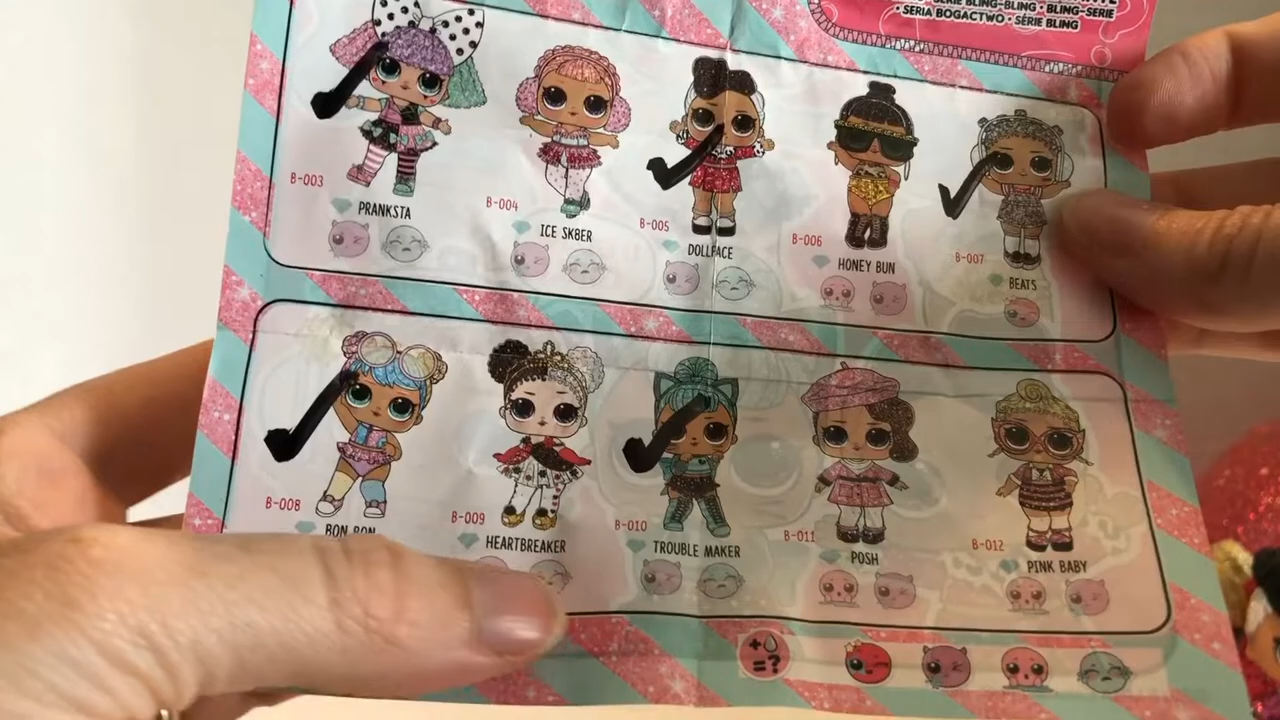 SÉRIE BLING-BLING • BLING-SERIE
• SERIA BOGACTWO • SÉRIE BLING
B-003
PRANKSTA
B-004
ICE SK8ER
B-005
DOLLFACE
B-006
HONEY BUN
B-007
BEATS
B-008
BON BON
B-009
HEARTBREAKER
B-010
TROUBLE MAKER
B-011
POSH
B-012
PINK BABY
+
=?